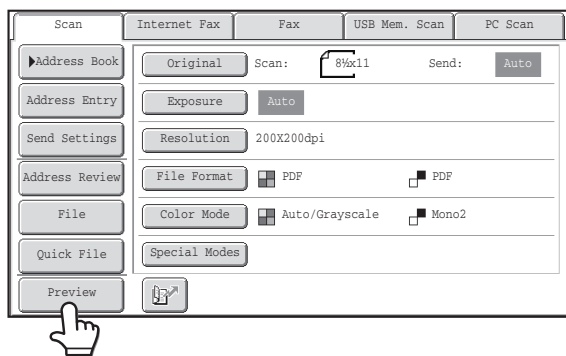 Scan Internet Fax Fax USB Mem. Scan PC Scan
Address Book
Original Scan: 8½x11 Send: Auto
Address Entry
Exposure Auto
Send Settings
Resolution 200X200dpi
Address Review
File Format PDF PDF
File
Color Mode Auto/Grayscale Mono2
Quick File
Special Modes
Preview